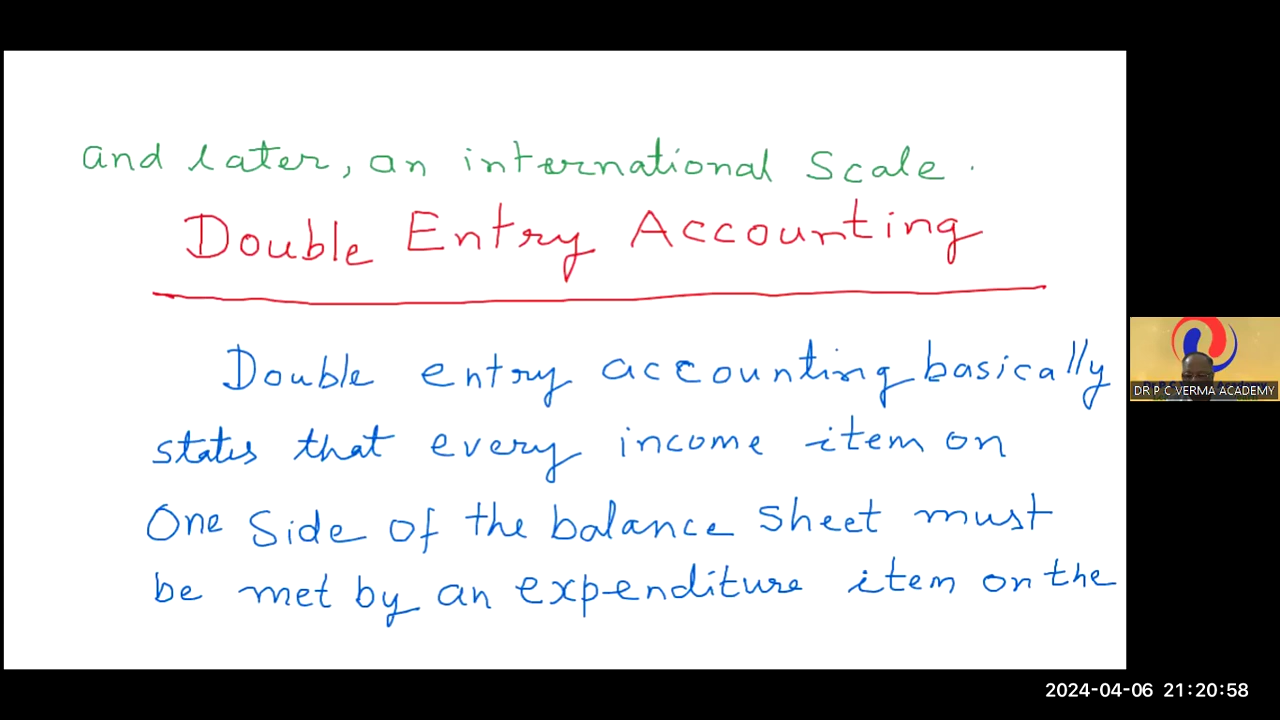 and later, an international Scale.
Double Entry Accounting
Double entry accounting basically
states that every income item on
One Side of the balance Sheet must
be met by an expenditure item on the
DR P C VERMA ACADEMY
2024-04-06 21:20:58